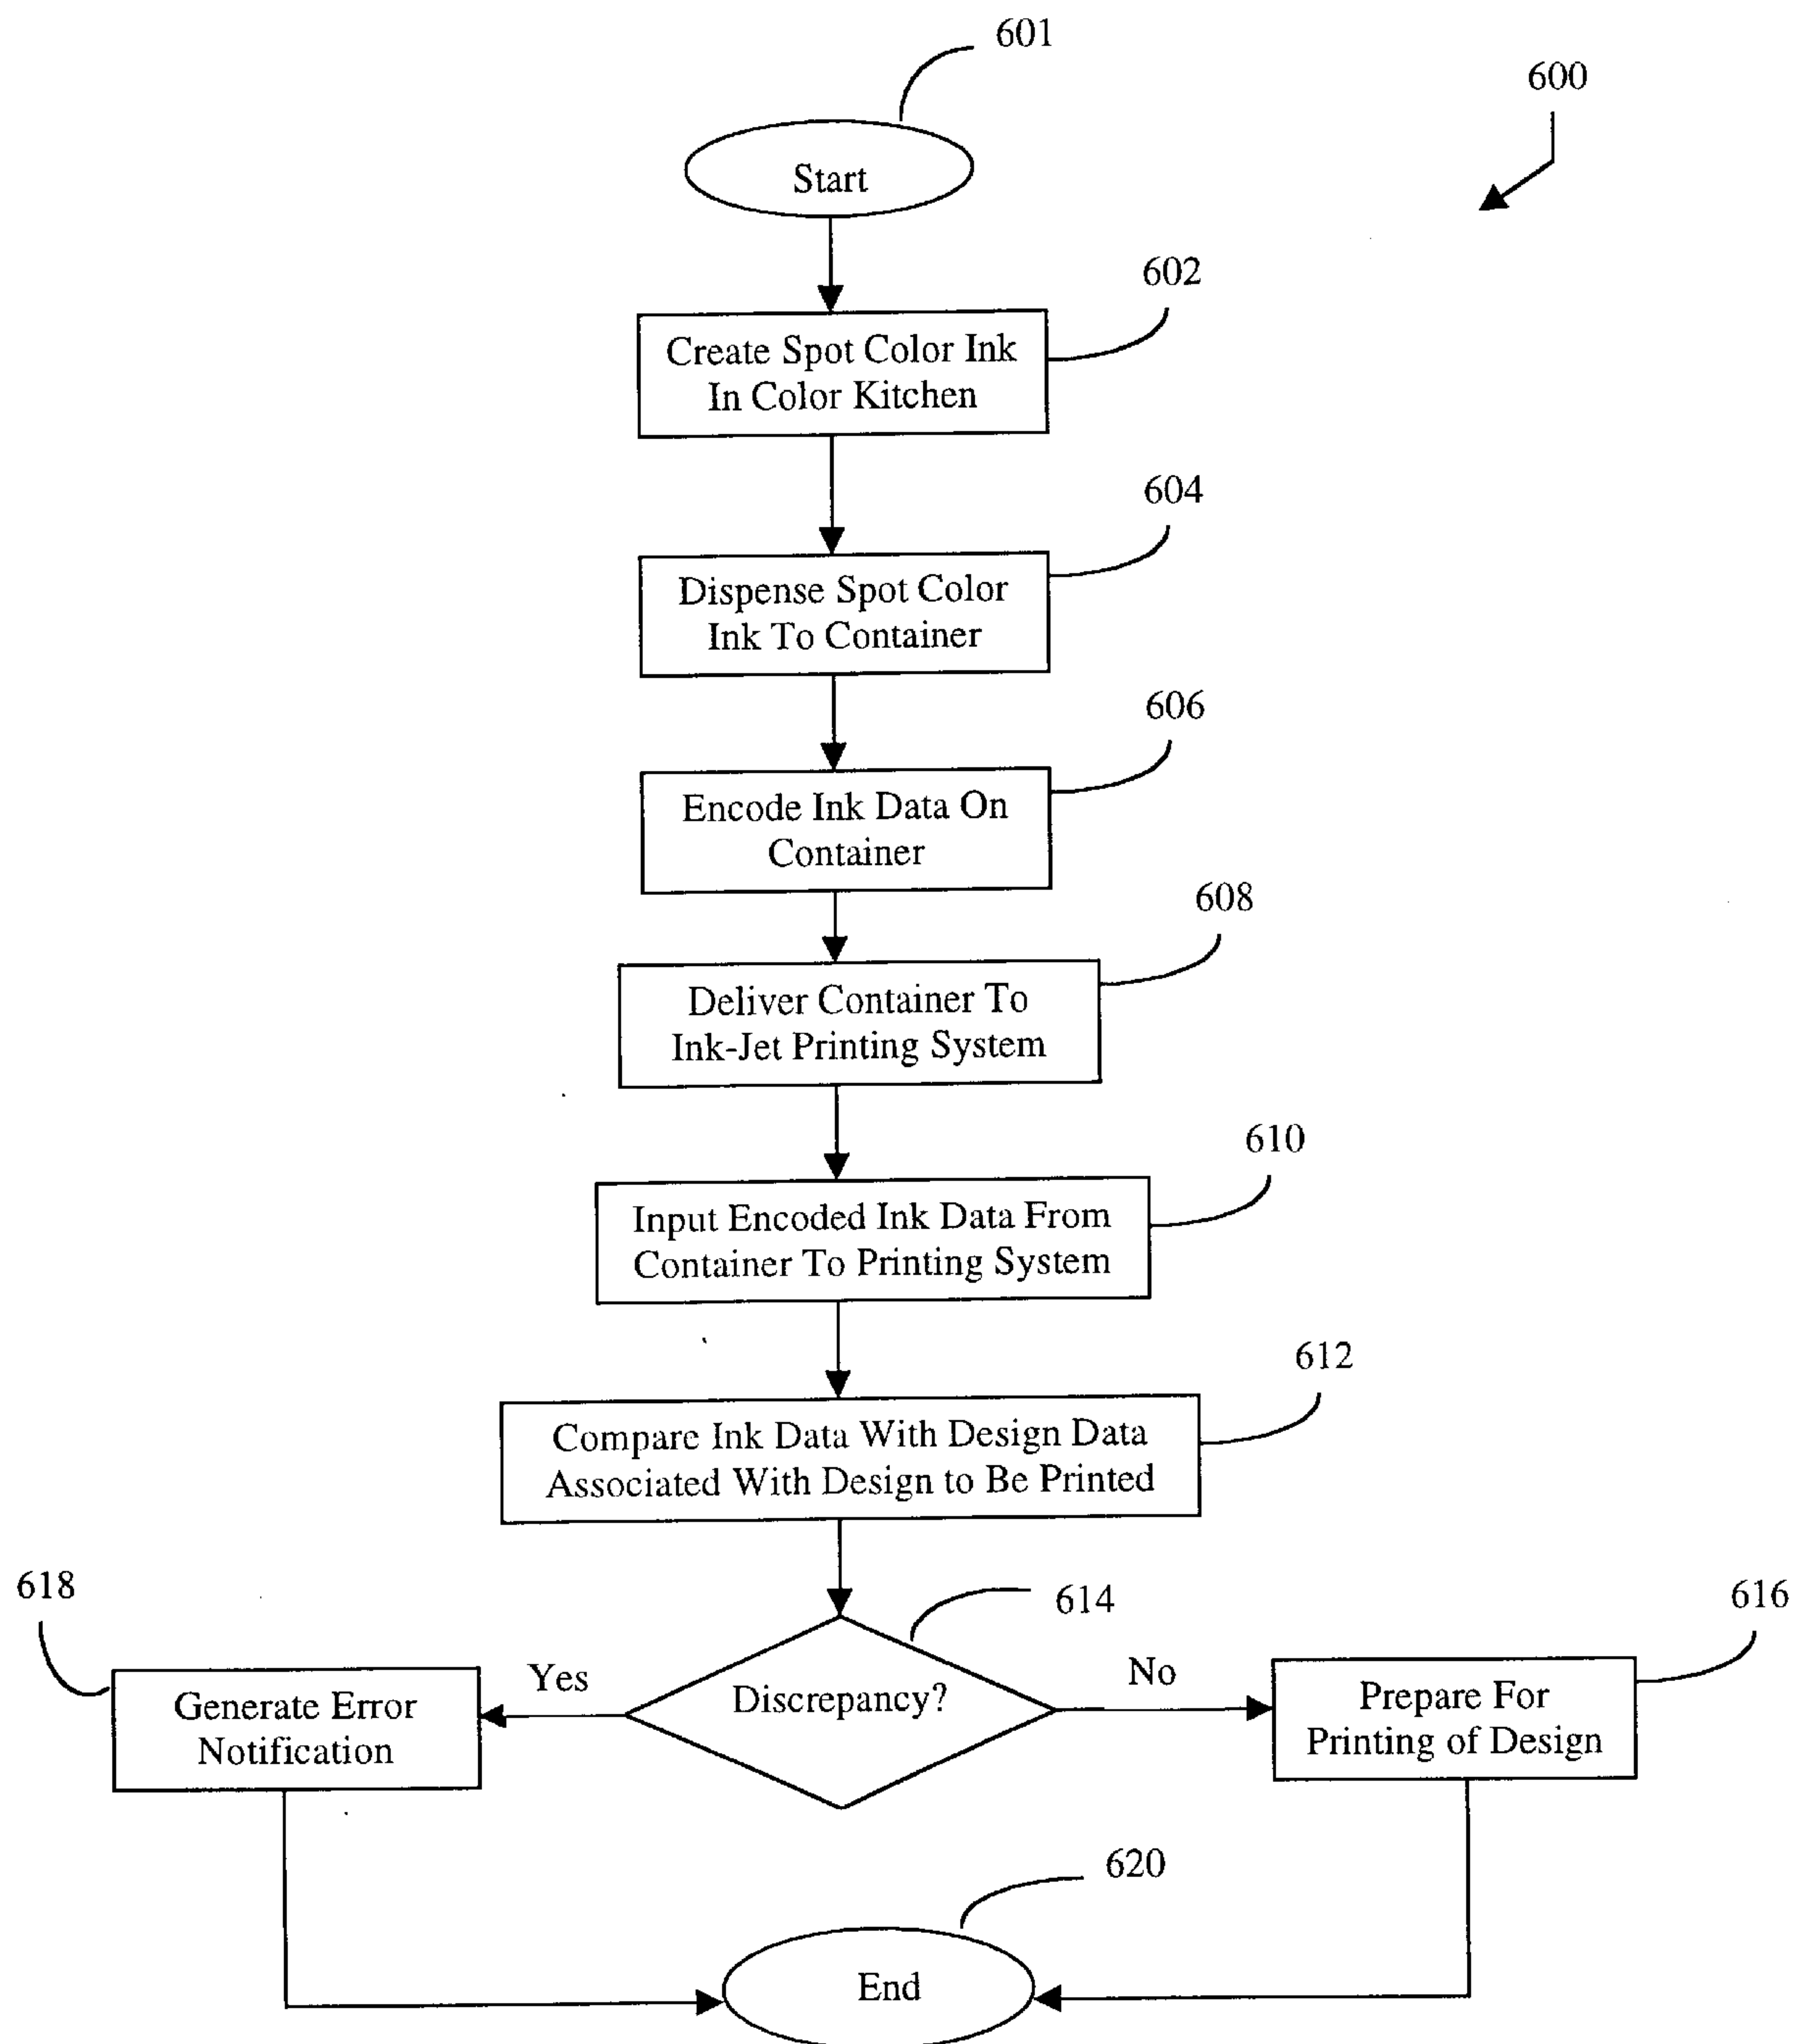 601
600
Start
602
Create Spot Color Ink
In Color Kitchen
604
Dispense Spot Color
Ink To Container
606
Encode Ink Data On
Container
608
Deliver Container To
Ink-Jet Printing System
610
Input Encoded Ink Data From
Container To Printing System
612
Compare Ink Data With Design Data
Associated With Design to Be Printed
618
614
616
Yes
No
Generate Error
Notification
Discrepancy?
Prepare For
Printing of Design
620
End